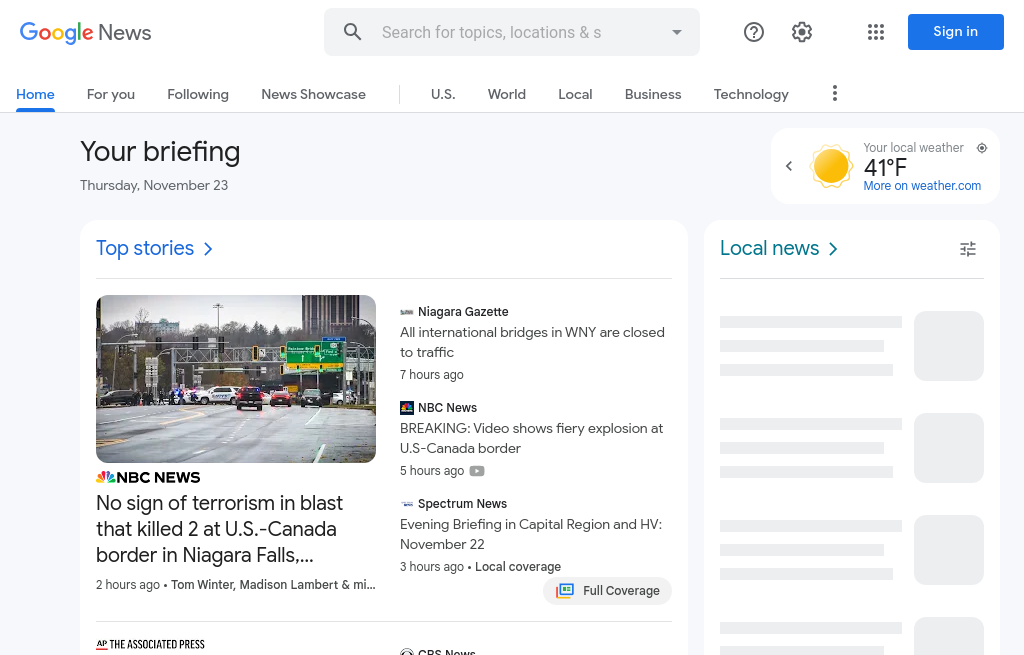 Google News
Search for topics, locations & s
Sign in
Home
For you
Following
News Showcase
U.S.
World
Local
Business
Technology
Your briefing
Thursday, November 23
Your local weather
41°F
More on weather.com
Top stories
NBC NEWS
No sign of terrorism in blast
that killed 2 at U.S.-Canada
border in Niagara Falls,...
2 hours ago • Tom Winter, Madison Lambert & mi...
Niagara Gazette
All international bridges in WNY are closed
to traffic
7 hours ago
NBC News
BREAKING: Video shows fiery explosion at
U.S-Canada border
5 hours ago
Spectrum News
Evening Briefing in Capital Region and HV:
November 22
3 hours ago • Local coverage
Full Coverage
AP THE ASSOCIATED PRESS
CBS News
Local news